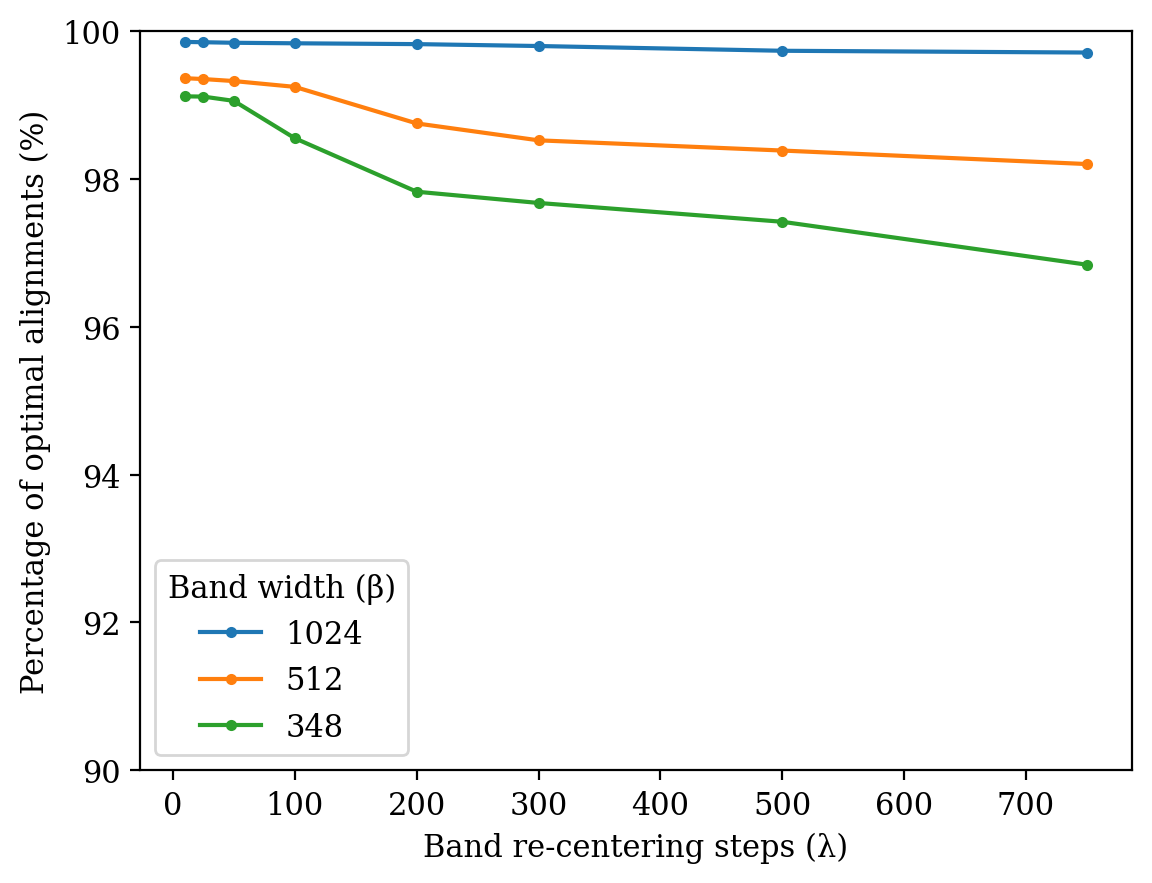 Percentage of optimal alignments (%)
100
98
96
94
92
90
Band width (β)
1024
512
348
0 100 200 300 400 500 600 700
Band re-centering steps (λ)